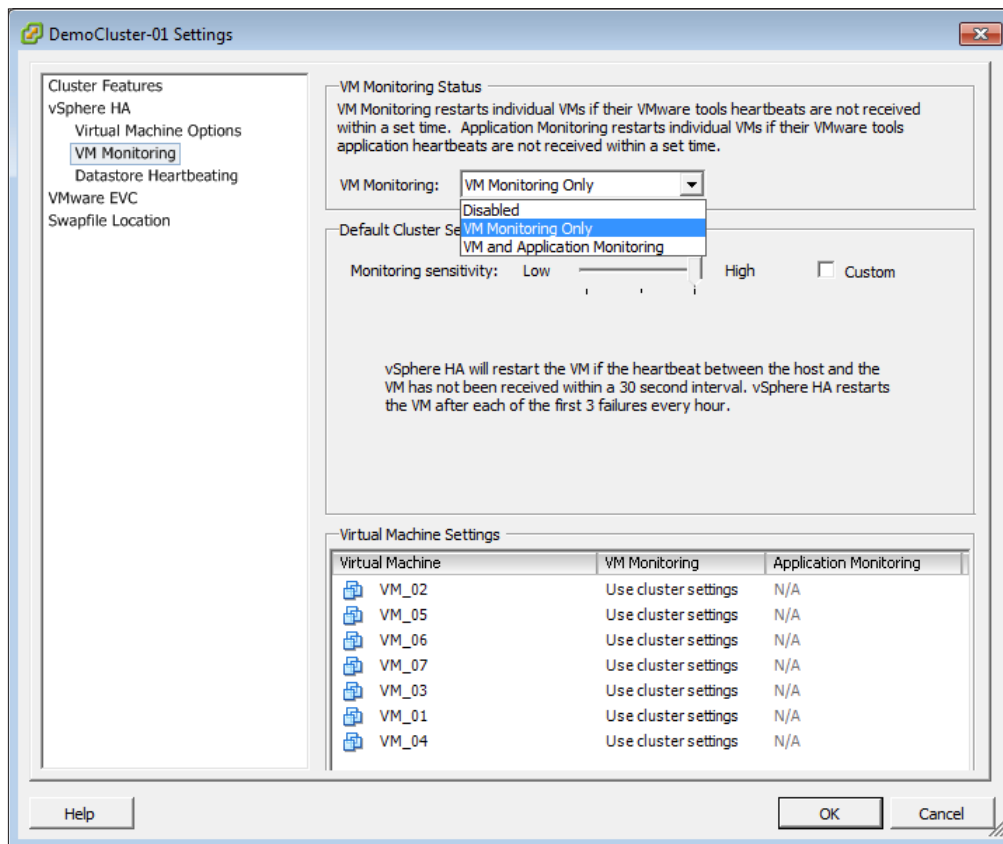 DemoCluster-01 Settings
Cluster Features
vSphere HA
Virtual Machine Options
VM Monitoring
Datastore Heartbeating
VMware EVC
Swapfile Location
VM Monitoring Status
VM Monitoring restarts individual VMs if their VMware tools heartbeats are not received
within a set time. Application Monitoring restarts individual VMs if their VMware tools
application heartbeats are not received within a set time.
VM Monitoring: VM Monitoring Only
Disabled
VM Monitoring Only
VM and Application Monitoring
Default Cluster Se
Monitoring sensitivity: Low High Custom
vSphere HA will restart the VM if the heartbeat between the host and the
VM has not been received within a 30 second interval. vSphere HA restarts
the VM after each of the first 3 failures every hour.
Virtual Machine Settings
Virtual Machine VM Monitoring Application Monitoring
VM_02 Use cluster settings N/A
VM_05 Use cluster settings N/A
VM_06 Use cluster settings N/A
VM_07 Use cluster settings N/A
VM_03 Use cluster settings N/A
VM_01 Use cluster settings N/A
VM_04 Use cluster settings N/A
Help OK Cancel